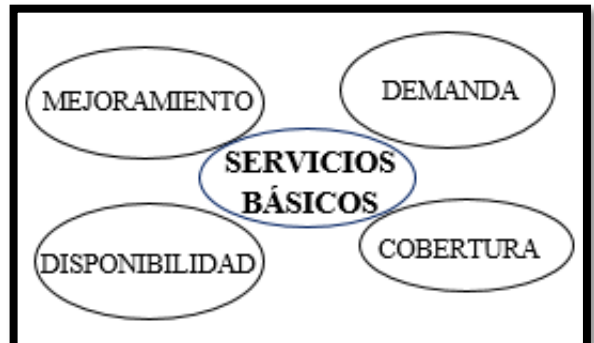 MEJORAMIENTO
DEMANDA
SERVICIOS
BÁSICOS
DISPONIBILIDAD
COBERTURA